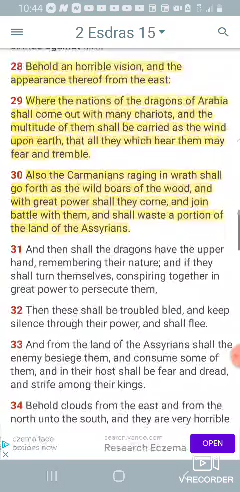 10:44
2 Esdras 15
28 Behold an horrible vision, and the
appearance thereof from the east:
29 Where the nations of the dragons of Arabia
shall come out with many chariots, and the
multitude of them shall be carried as the wind
upon earth, that all they which hear them may
fear and tremble.
30 Also the Carmanians raging in wrath shall
go forth as the wild boars of the wood, and
with great power shall they come, and join
battle with them, and shall waste a portion of
the land of the Assyrians.
31 And then shall the dragons have the upper
hand, remembering their nature; and if they
shall turn themselves, conspiring together in
great power to persecute them,
32 Then these shall be troubled bled, and keep
silence through their power, and shall flee.
33 And from the land of the Assyrians shall the
enemy besiege them, and consume some of
them, and in their host shall be fear and dread,
and strife among their kings.
34 Behold clouds from the east and from the
north unto the south, and they are very horrible
search.yahoo.com
Research Eczema
OPEN
VRECORDER